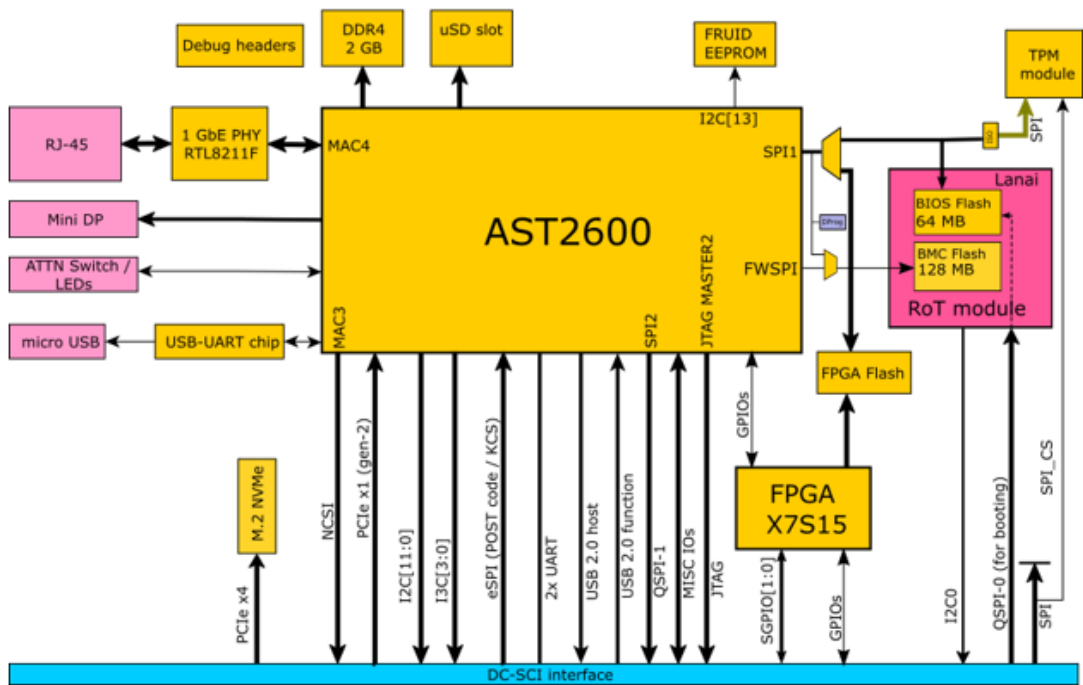 Debug headers
DDR4
2 GB
uSD slot
FRUID
EEPROM
TPM
module
RJ-45
1 GbE PHY
RTL8211F
MAC4
I2C[13]
SPI1
ISO
SPI
Lanai
Mini DP
AST2600
DProg
BIOS Flash
64 MB
ATTN Switch /
LEDs
FWSPI
BMC Flash
128 MB
RoT module
micro USB
USB-UART chip
MAC3
SPI2
JTAG MASTER2
FPGA Flash
GPIOs
FPGA
X7S15
M.2 NVMe
PCIe x4
NCSI
PCIe x1 (gen-2)
I2C[11:0]
I3C[3:0]
eSPI (POST code / KCS)
2x UART
USB 2.0 host
USB 2.0 function
QSPI-1
MISC IOs
JTAG
SGPIO[1:0]
GPIOs
I2C0
QSPI-0 (for booting)
SPI
SPI_CS
DC-SCI interface